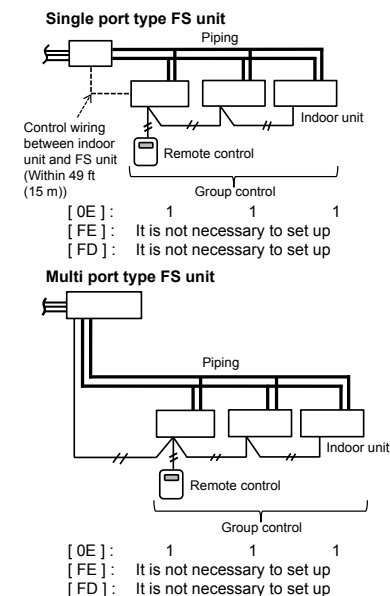 Single port type FS unit
Piping
Indoor unit
Control wiring
between indoor
unit and FS unit
(Within 49 ft
(15 m))
Remote control
Group control
[ 0E ] : 1 1 1
[ FE ] : It is not necessary to set up
[ FD ] : It is not necessary to set up
Multi port type FS unit
Piping
Indoor unit
Remote control
Group control
[ 0E ] : 1 1 1
[ FE ] : It is not necessary to set up
[ FD ] : It is not necessary to set up